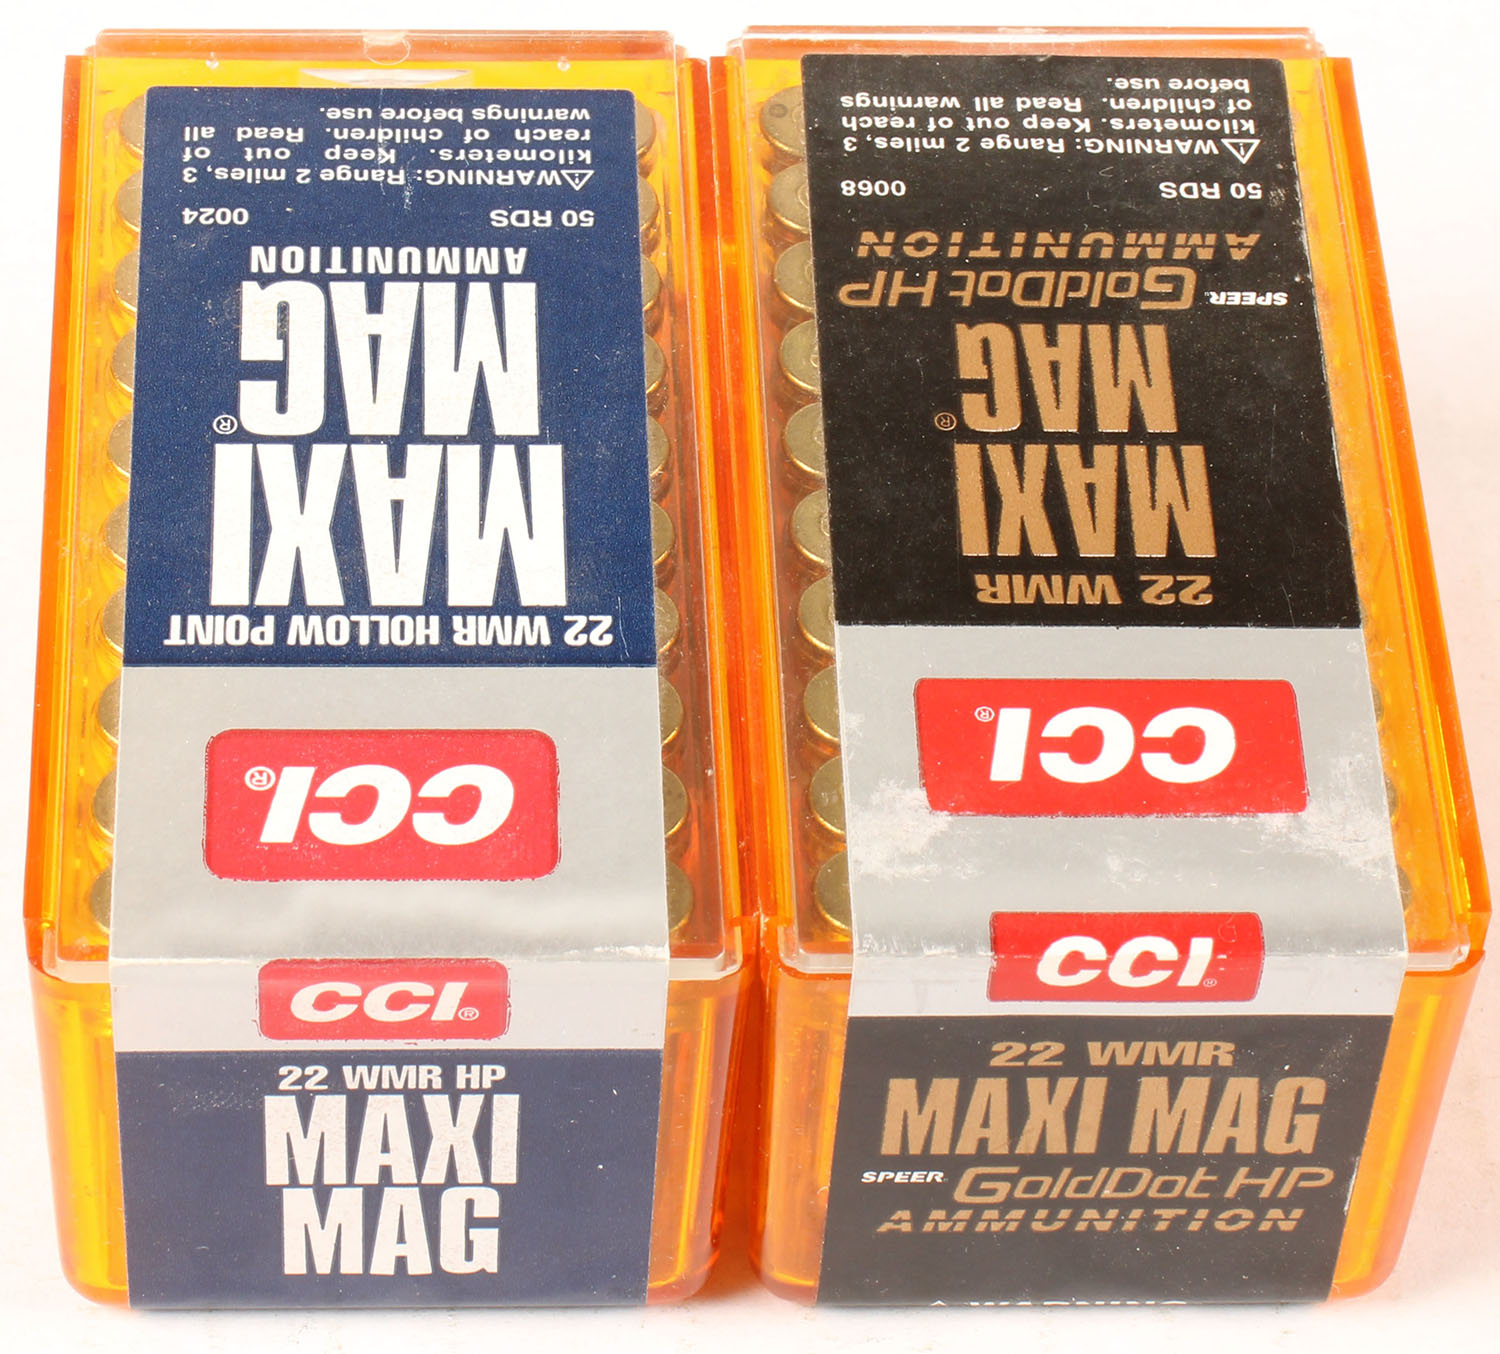 CCI®
22 WMR HOLLOW POINT
MAXI
MAG®
AMMUNITION
50 RDS 0024
⚠WARNING: Range 2 miles, 3
kilometers. Keep out of
reach of children. Read all
warnings before use.
CCI®
22 WMR HP
MAXI
MAG
CCI®
22 WMR
MAXI
MAG®
SPEER® GoldDot HP
AMMUNITION
50 RDS 0068
⚠WARNING: Range 2 miles, 3
kilometers. Keep out of reach
of children. Read all warnings
before use.
CCI®
22 WMR
MAXI MAG
SPEER® GoldDot HP
AMMUNITION
⚠ WARNING